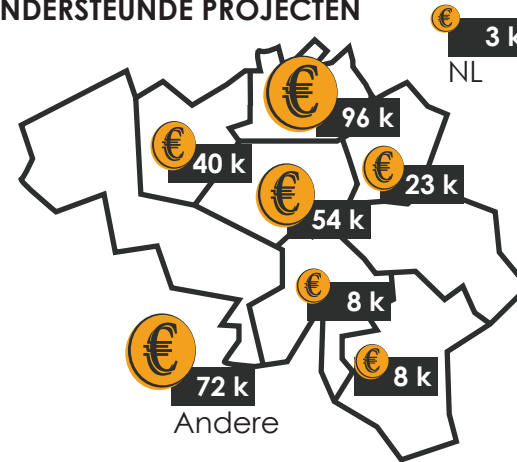 NDERSTEUNDE PROJECTEN
€
3 k
NL
€
96 k
€
40 k
€
23 k
€
54 k
€
8 k
€
72 k
Andere
€
8 k